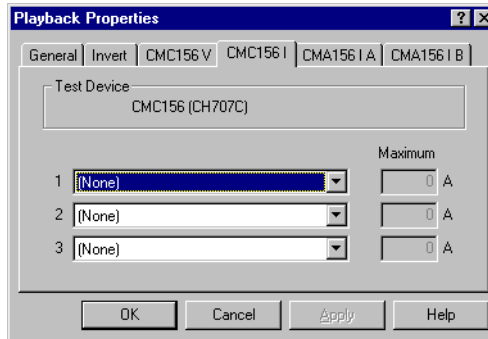 Playback Properties
General Invert CMC156 V CMC156 I CMA156 I A CMA156 I B
Test Device
CMC156 (CH707C)
Maximum
1 (None) 0 A
2 (None) 0 A
3 (None) 0 A
OK Cancel Apply Help